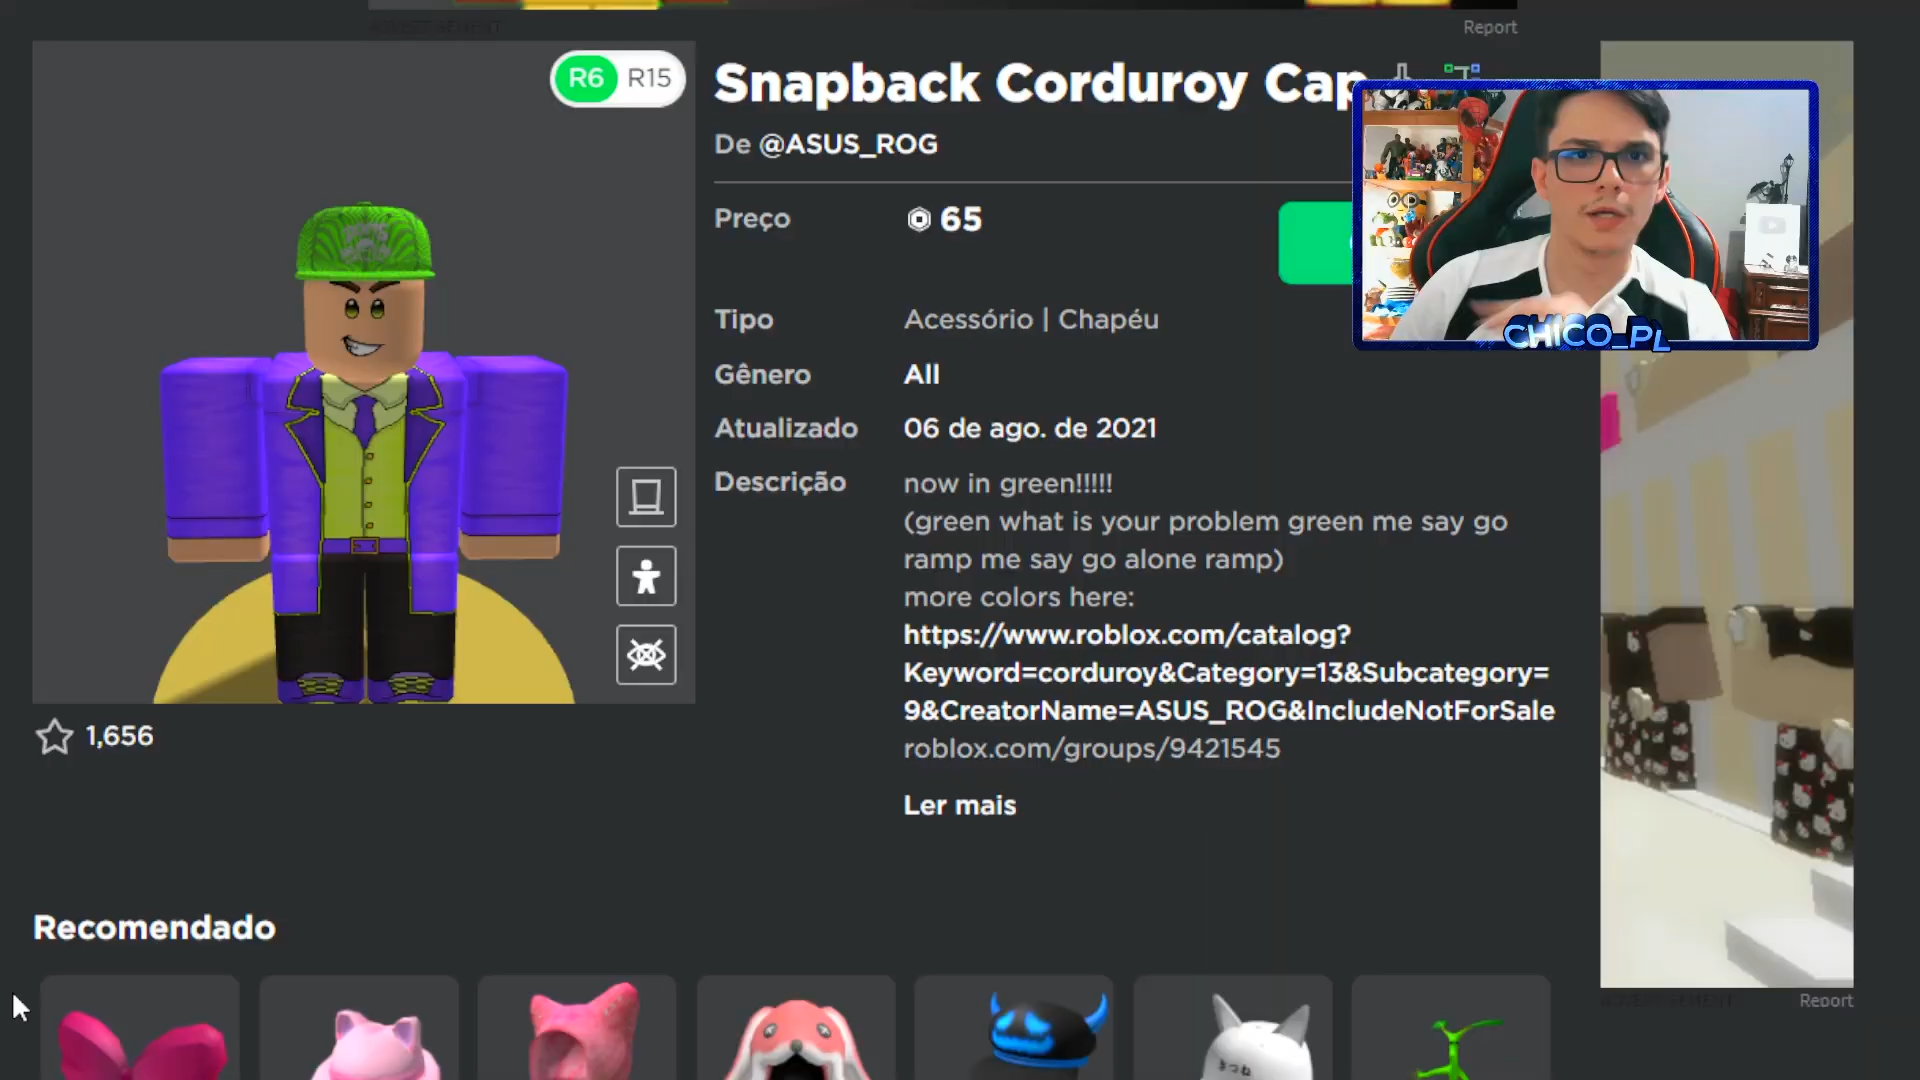 ADVERTISEMENT
Report
R6 R15
Snapback Corduroy Cap
De @ASUS_ROG
Preço 65
Tipo Acessório | Chapéu
Gênero All
Atualizado 06 de ago. de 2021
Descrição now in green!!!!!
(green what is your problem green me say go
ramp me say go alone ramp)
more colors here:
https://www.roblox.com/catalog?
Keyword=corduroy&Category=13&Subcategory=
9&CreatorName=ASUS_ROG&IncludeNotForSale
roblox.com/groups/9421545
Ler mais
CHICO_PL
1,656
ADVERTISEMENT
Report
Recomendado